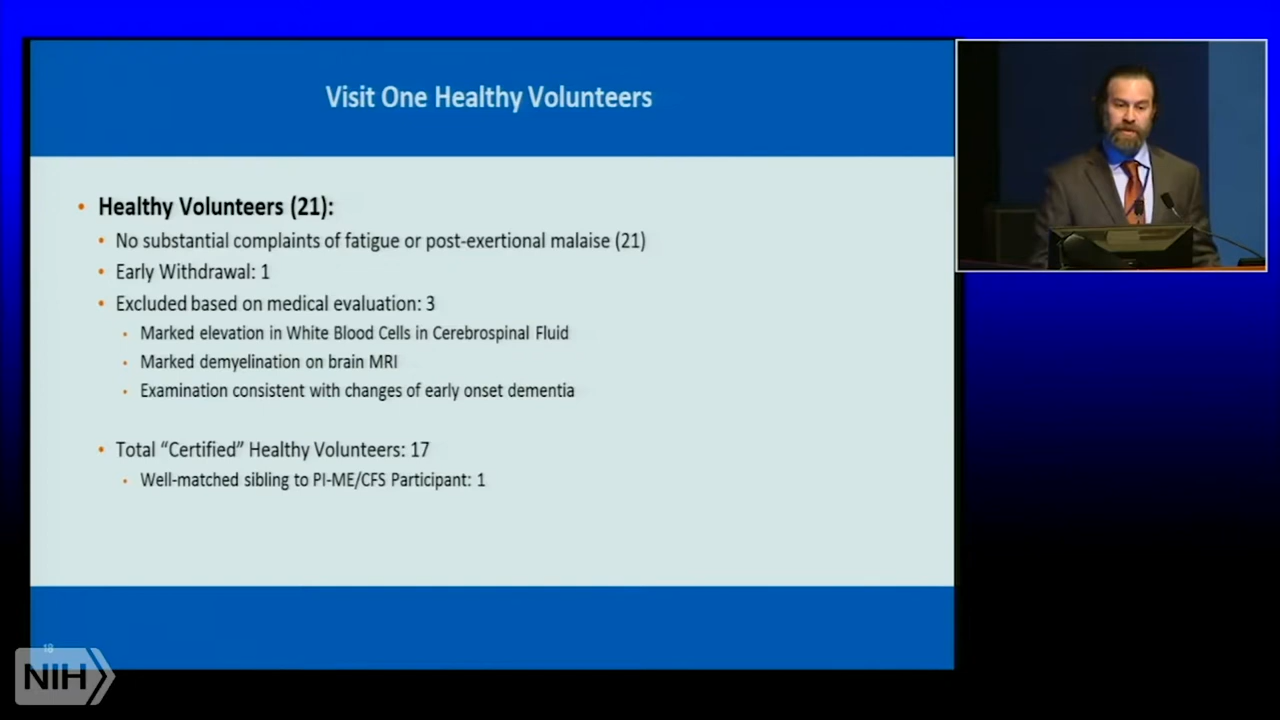 Visit One Healthy Volunteers
• Healthy Volunteers (21):
• No substantial complaints of fatigue or post-exertional malaise (21)
• Early Withdrawal: 1
• Excluded based on medical evaluation: 3
• Marked elevation in White Blood Cells in Cerebrospinal Fluid
• Marked demyelination on brain MRI
• Examination consistent with changes of early onset dementia
• Total “Certified” Healthy Volunteers: 17
• Well-matched sibling to PI-ME/CFS Participant: 1
18
NIH